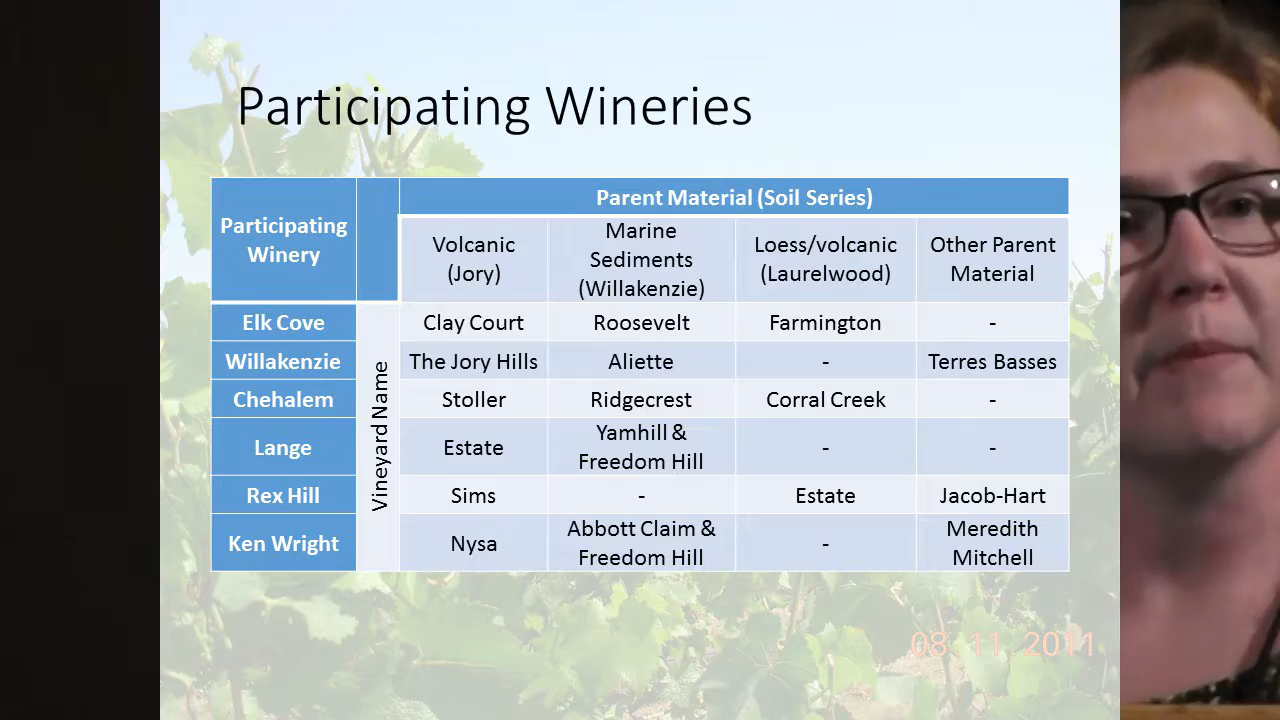 Participating Wineries
Participating
Winery
Parent Material (Soil Series)
Volcanic
(Jory)
Marine
Sediments
(Willakenzie)
Loess/volcanic
(Laurelwood)
Other Parent
Material
Vineyard Name
Elk Cove Clay Court Roosevelt Farmington -
Willakenzie The Jory Hills Aliette - Terres Basses
Chehalem Stoller Ridgecrest Corral Creek -
Lange Estate Yamhill &
Freedom Hill - -
Rex Hill Sims - Estate Jacob-Hart
Ken Wright Nysa Abbott Claim &
Freedom Hill - Meredith
Mitchell
08 11 2011